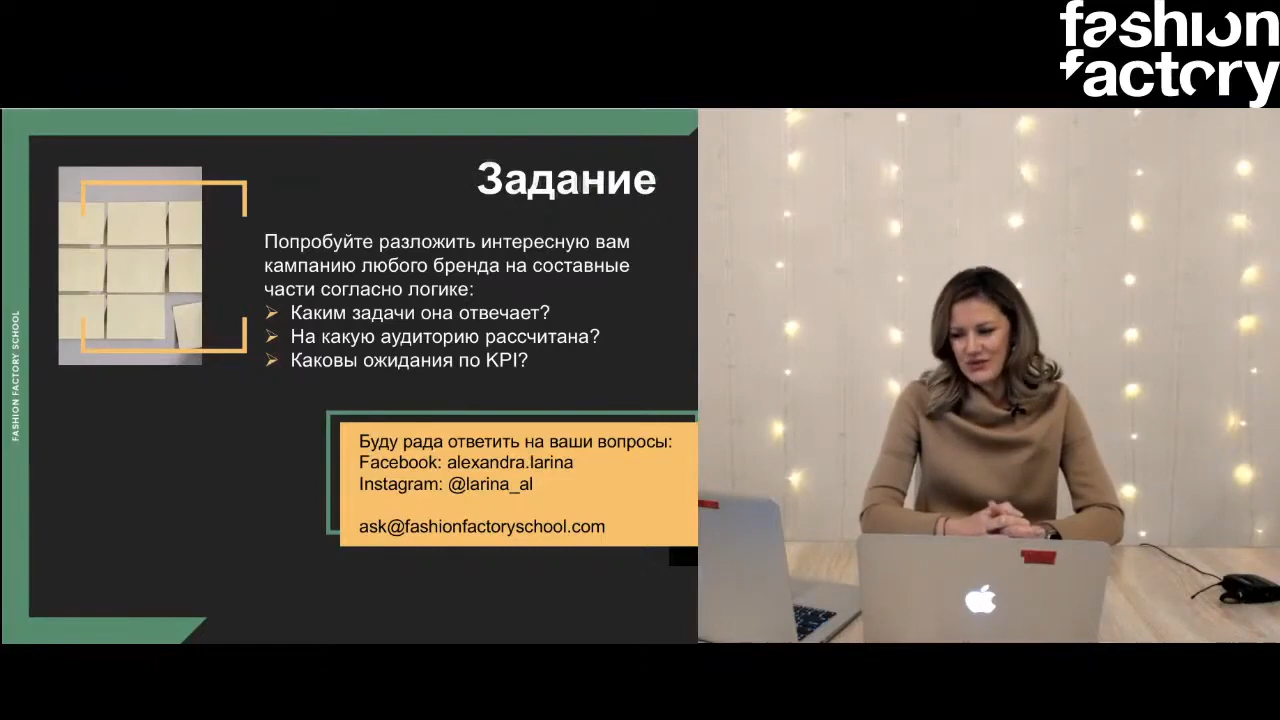 fashion
factory
Задание
Попробуйте разложить интересную вам
кампанию любого бренда на составные
части согласно логике:
Каким задачи она отвечает?
На какую аудиторию рассчитана?
Каковы ожидания по KPI?
FASHION FACTORY SCHOOL
Буду рада ответить на ваши вопросы:
Facebook: alexandra.larina
Instagram: @larina_al
ask@fashionfactoryschool.com